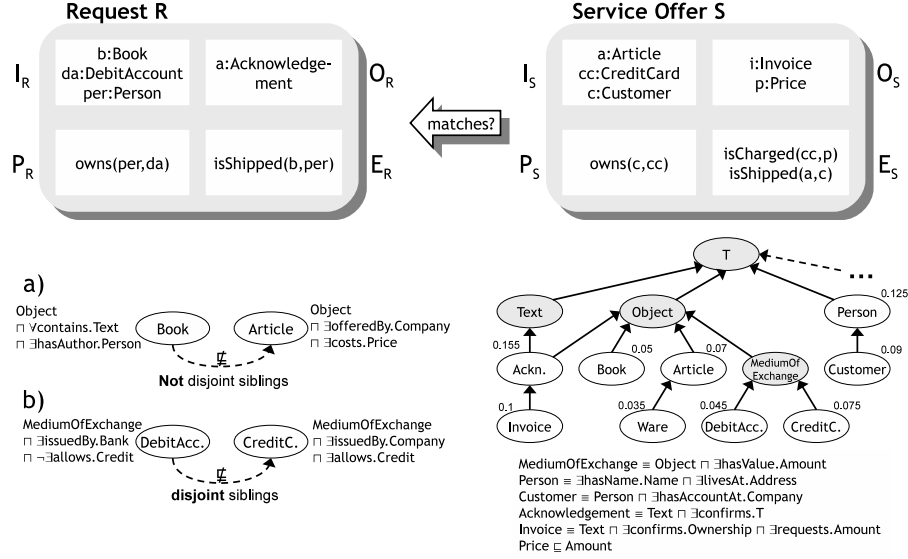 Request R
Service Offer S
I_R
b:Book
da:DebitAccount
per:Person
a:Acknowledge-
ment
O_R
P_R
owns(per,da)
isShipped(b,per)
E_R
matches?
I_S
a:Article
cc:CreditCard
c:Customer
i:Invoice
p:Price
O_S
P_S
owns(c,cc)
isCharged(cc,p)
isShipped(a,c)
E_S
a)
Object
⊓ ∀contains.Text
⊓ ∃hasAuthor.Person
Book
⋢
Article
Object
⊓ ∃offeredBy.Company
⊓ ∃costs.Price
Not disjoint siblings
b)
MediumOfExchange
⊓ ∃issuedBy.Bank
⊓ ¬∃allows.Credit
DebitAcc.
⋢
CreditC.
MediumOfExchange
⊓ ∃issuedBy.Company
⊓ ∃allows.Credit
disjoint siblings
T
...
Text
Object
0.125
Person
0.155
Ackn.
0.05
Book
0.07
Article
MediumOf
Exchange
0.09
Customer
0.1
Invoice
0.035
Ware
0.045
DebitAcc.
0.075
CreditC.
MediumOfExchange ≡ Object ⊓ ∃hasValue.Amount
Person ≡ ∃hasName.Name ⊓ ∃livesAt.Address
Customer ≡ Person ⊓ ∃hasAccountAt.Company
Acknowledgement ≡ Text ⊓ ∃confirms.T
Invoice ≡ Text ⊓ ∃confirms.Ownership ⊓ ∃requests.Amount
Price ⊑ Amount